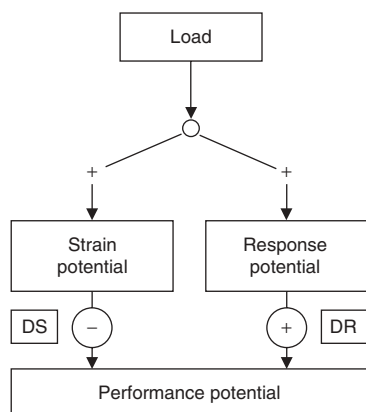 Load
+ +
Strain
potential
Response
potential
DS − + DR
Performance potential